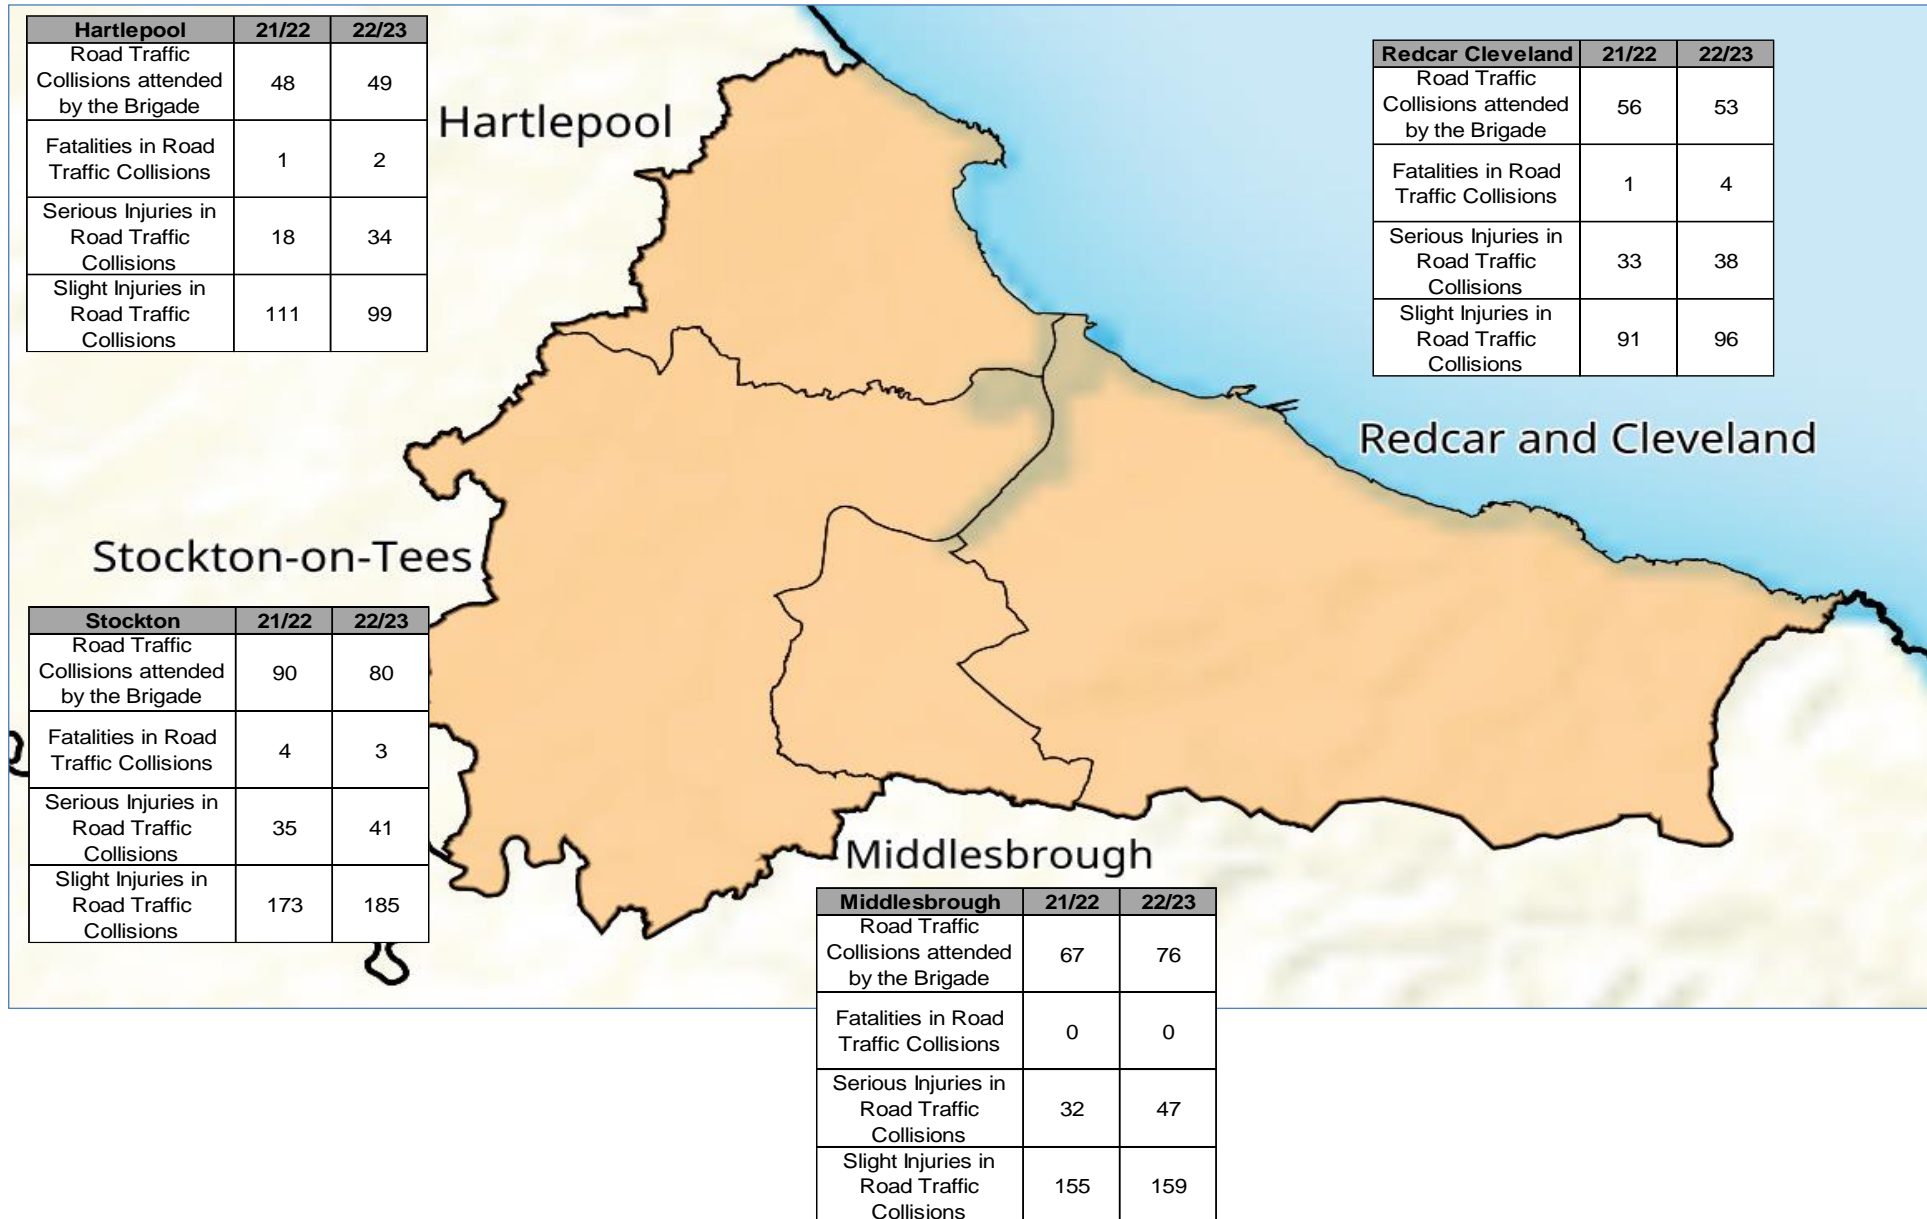 Hartlepool 21/22 22/23
Road Traffic
Collisions attended 48 49
by the Brigade
Fatalities in Road
Traffic Collisions 1 2
Serious Injuries in
Road Traffic 18 34
Collisions
Slight Injuries in
Road Traffic 111 99
Collisions
Hartlepool
Redcar Cleveland 21/22 22/23
Road Traffic
Collisions attended 56 53
by the Brigade
Fatalities in Road
Traffic Collisions 1 4
Serious Injuries in
Road Traffic 33 38
Collisions
Slight Injuries in
Road Traffic 91 96
Collisions
Redcar and Cleveland
Stockton-on-Tees
Stockton 21/22 22/23
Road Traffic
Collisions attended 90 80
by the Brigade
Fatalities in Road
Traffic Collisions 4 3
Serious Injuries in
Road Traffic 35 41
Collisions
Slight Injuries in
Road Traffic 173 185
Collisions
Middlesbrough
Middlesbrough 21/22 22/23
Road Traffic
Collisions attended 67 76
by the Brigade
Fatalities in Road
Traffic Collisions 0 0
Serious Injuries in
Road Traffic 32 47
Collisions
Slight Injuries in
Road Traffic 155 159
Collisions